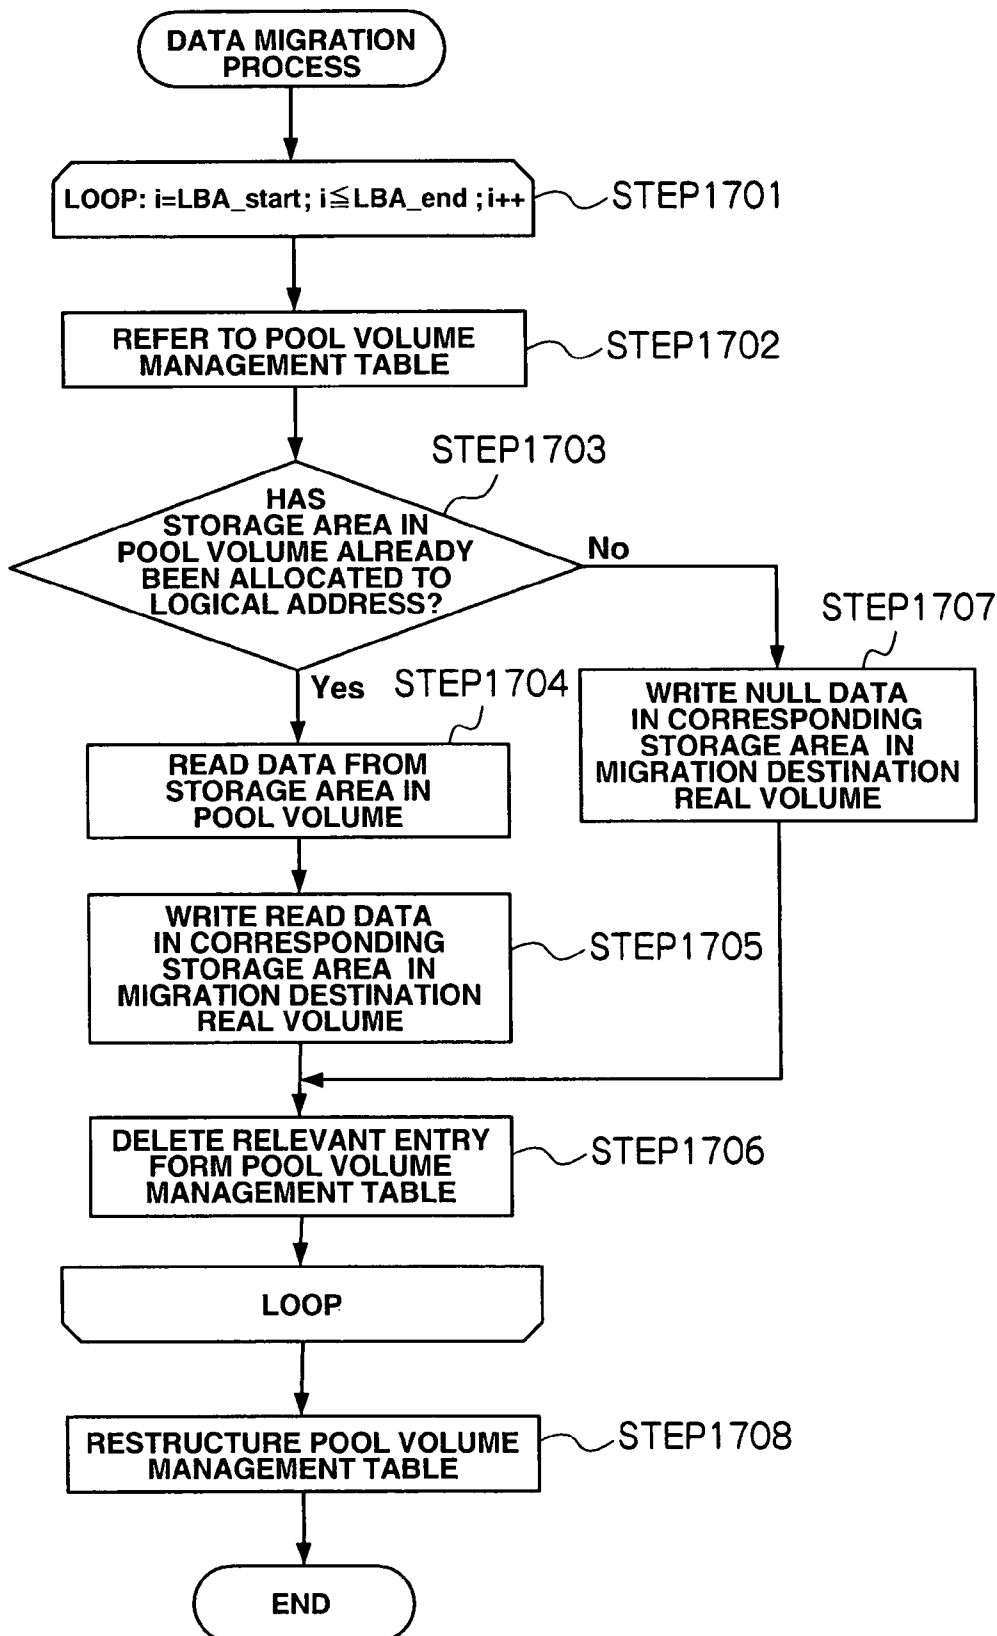 DATA MIGRATION
PROCESS
LOOP: i=LBA_start; i≦LBA_end ;i++
STEP1701
REFER TO POOL VOLUME
MANAGEMENT TABLE
STEP1702
STEP1703
HAS
STORAGE AREA IN
POOL VOLUME ALREADY
BEEN ALLOCATED TO
LOGICAL ADDRESS?
No
STEP1707
WRITE NULL DATA
IN CORRESPONDING
STORAGE AREA IN
MIGRATION DESTINATION
REAL VOLUME
Yes
STEP1704
READ DATA FROM
STORAGE AREA IN
POOL VOLUME
WRITE READ DATA
IN CORRESPONDING
STORAGE AREA IN
MIGRATION DESTINATION
REAL VOLUME
STEP1705
DELETE RELEVANT ENTRY
FORM POOL VOLUME
MANAGEMENT TABLE
STEP1706
LOOP
RESTRUCTURE POOL VOLUME
MANAGEMENT TABLE
STEP1708
END